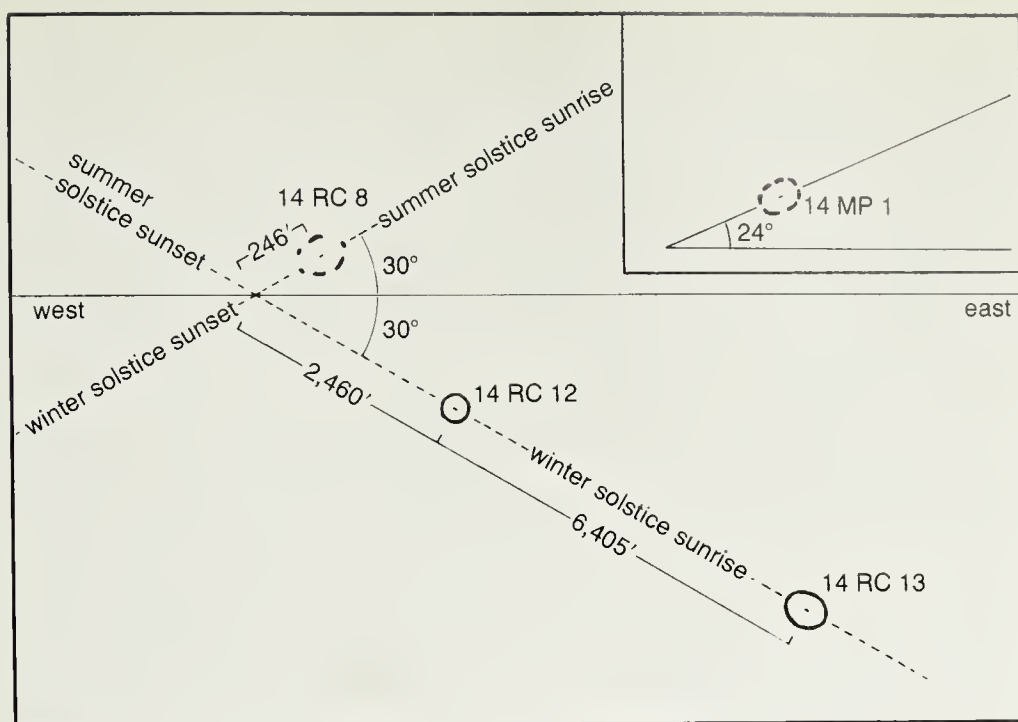 summer
solstice sunset
14 RC 8
summer solstice sunrise
246′
30°
14 MP 1
24°
west
east
30°
winter solstice sunset
2,460′
14 RC 12
winter solstice sunrise
6,405′
14 RC 13